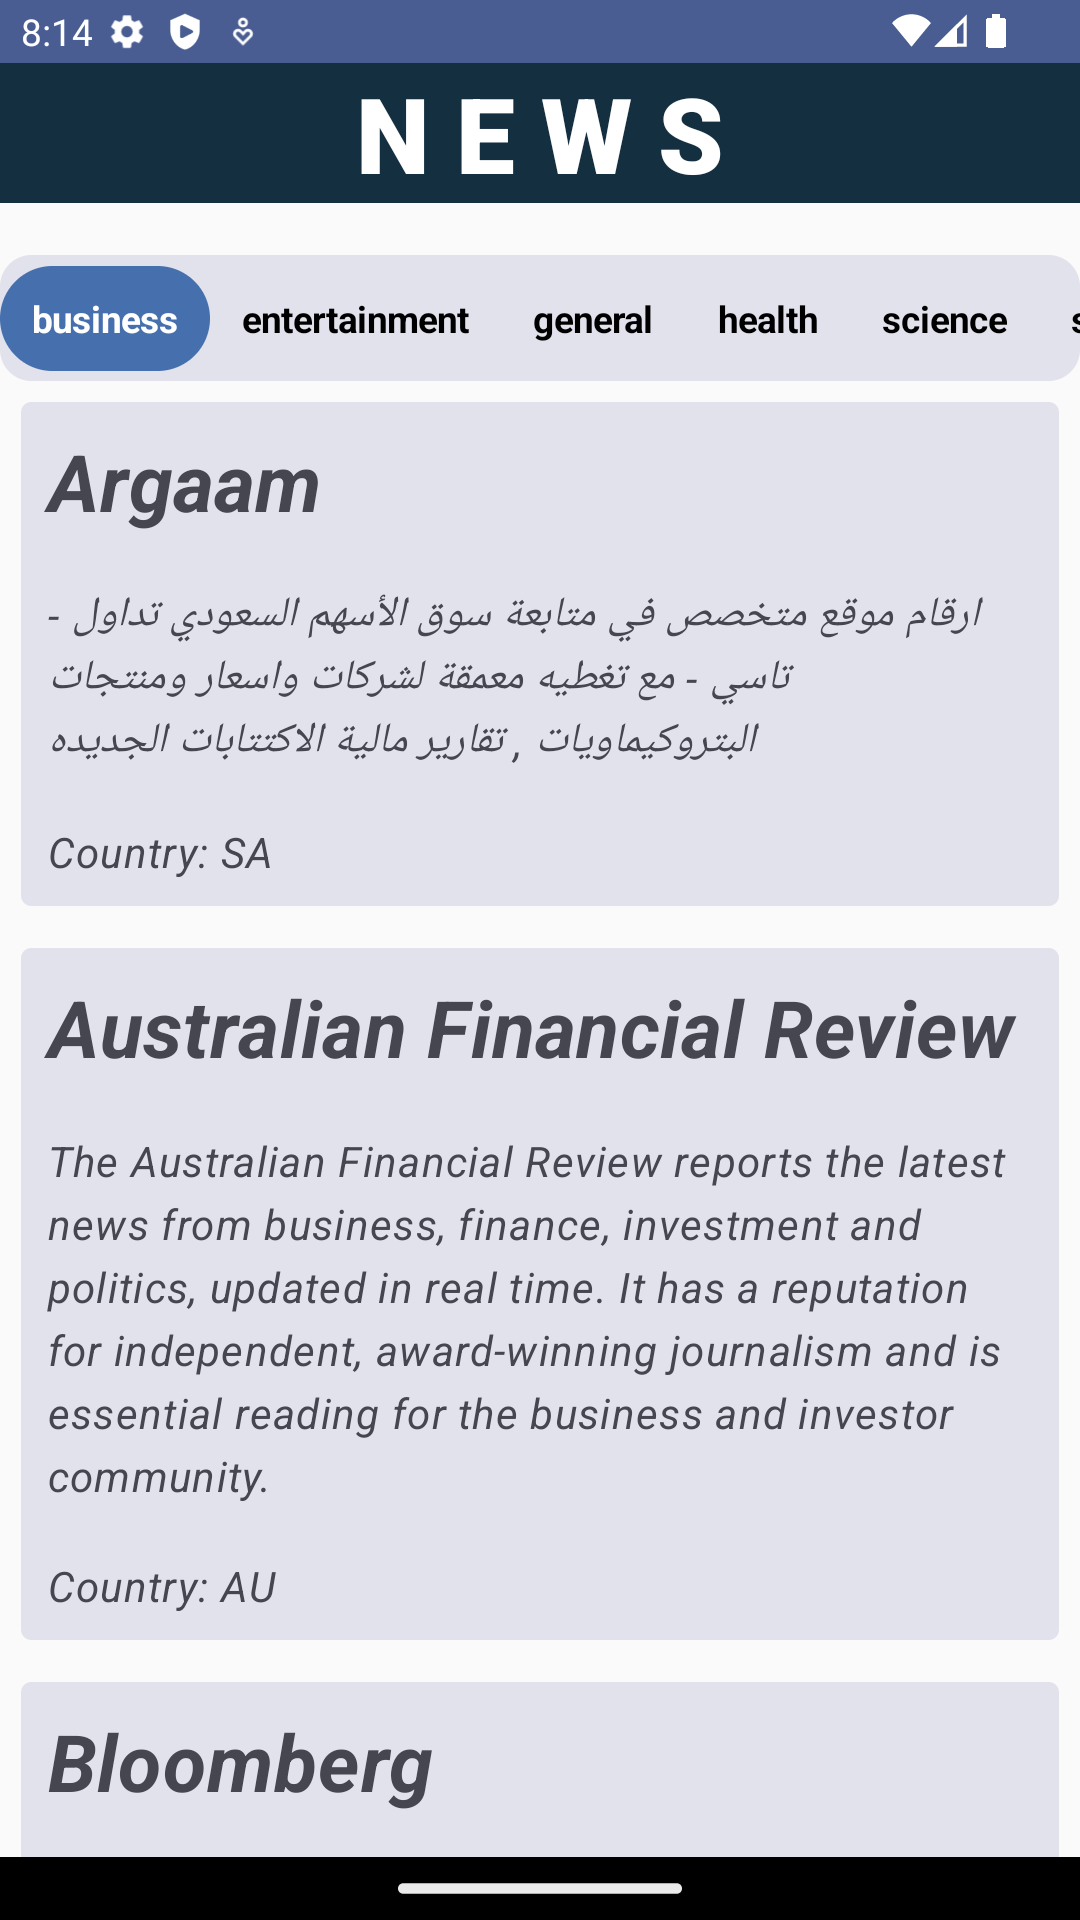 8:14
NEWS
business entertainment general health science s
Argaam
ارقام موقع متخصص في متابعة سوق الأسهم السعودي تداول -
تاسي - مع تغطيه معمقة لشركات واسعار ومنتجات
البتروكيماويات , تقارير مالية الاكتتابات الجديده
Country: SA
Australian Financial Review
The Australian Financial Review reports the latest
news from business, finance, investment and
politics, updated in real time. It has a reputation
for independent, award-winning journalism and is
essential reading for the business and investor
community.
Country: AU
Bloomberg